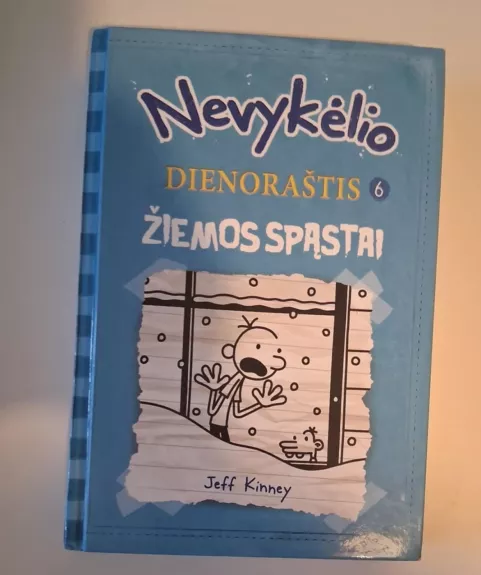 Nevykėlio
DIENORAŠTIS 6
ŽIEMOS SPĄSTAI
Jeff Kinney